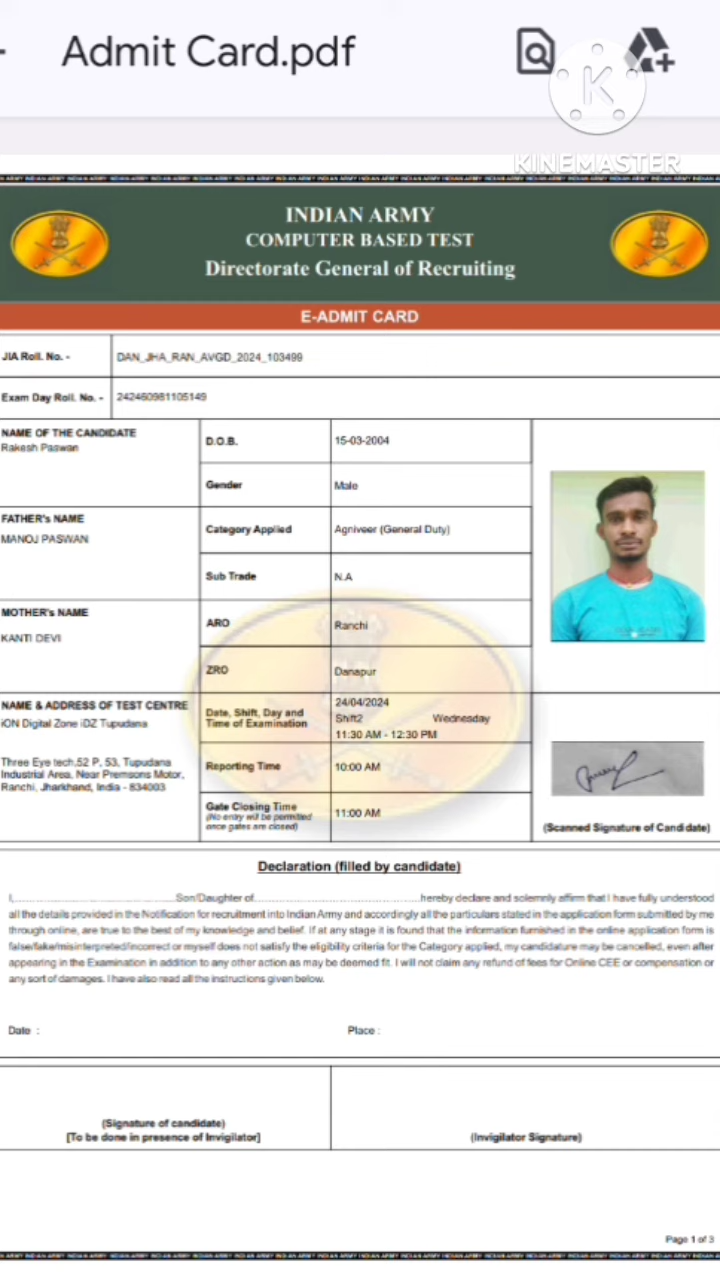 Admit Card.pdf
K
KINEMASTER
INDIAN ARMY
COMPUTER BASED TEST
Directorate General of Recruiting
E-ADMIT CARD
JIA Roll. No. - DAN_JHA_RAN_AVGD_2024_103499
Exam Day Roll. No. - 242460981105149
NAME OF THE CANDIDATE
Rakesh Paswan
D.O.B. 15-03-2004
Gender Male
FATHER's NAME
MANOJ PASWAN
Category Applied Agniveer (General Duty)
Sub Trade N.A
MOTHER's NAME
KANTI DEVI
ARO Ranchi
ZRO Danapur
NAME & ADDRESS OF TEST CENTRE
iON Digital Zone iDZ Tupudana
Three Eye tech,52 P, 53, Tupudana
Industrial Area, Near Premsons Motor,
Ranchi, Jharkhand, India - 834003
Date, Shift, Day and
Time of Examination
24/04/2024
Shift2 Wednesday
11:30 AM - 12:30 PM
Reporting Time 10:00 AM
Gate Closing Time
(No entry will be permitted
once gates are closed)
11:00 AM
(Scanned Signature of Candidate)
Declaration (filled by candidate)
I,..............................................Son/Daughter of..............................................hereby declare and solemnly affirm that I have fully understood
all the details provided in the Notification for recruitment into Indian Army and accordingly all the particulars stated in the application form submitted by me
through online, are true to the best of my knowledge and belief. If at any stage it is found that the information furnished in the online application form is
false/fake/misinterpreted/incorrect or myself does not satisfy the eligibility criteria for the Category applied, my candidature may be cancelled, even after
appearing in the Examination in addition to any other action as may be deemed fit. I will not claim any refund of fees for Online CEE or compensation or
any sort of damages. I have also read all the instructions given below.
Date : Place :
(Signature of candidate)
[To be done in presence of Invigilator]
(Invigilator Signature)
Page 1 of 3